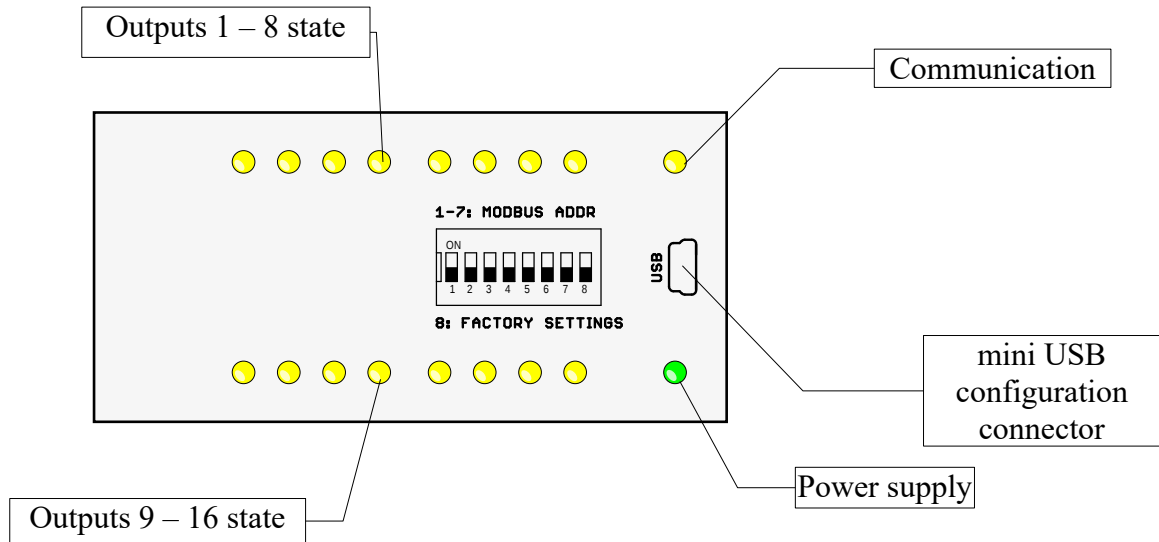 Outputs 1 – 8 state
Communication
1-7: MODBUS ADDR
ON
1 2 3 4 5 6 7 8
USB
8: FACTORY SETTINGS
mini USB
configuration
connector
Power supply
Outputs 9 – 16 state